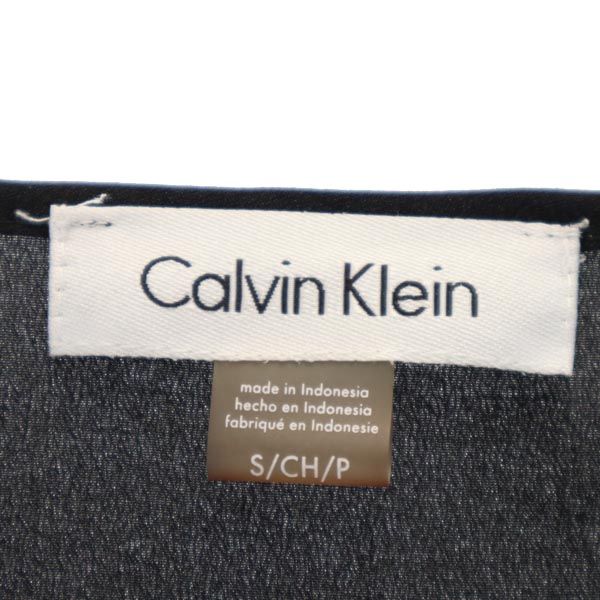 Calvin Klein
made in Indonesia
hecho en Indonesia
fabriqué en Indonesie
S/CH/P